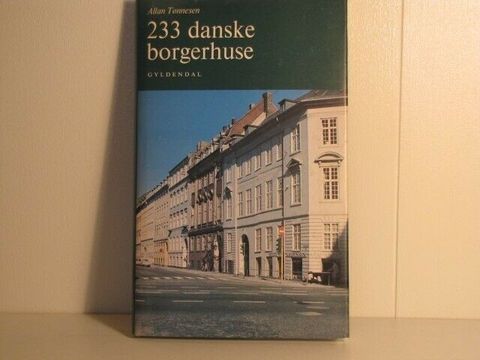 Allan Tønnesen
233 danske
borgerhuse
GYLDENDAL